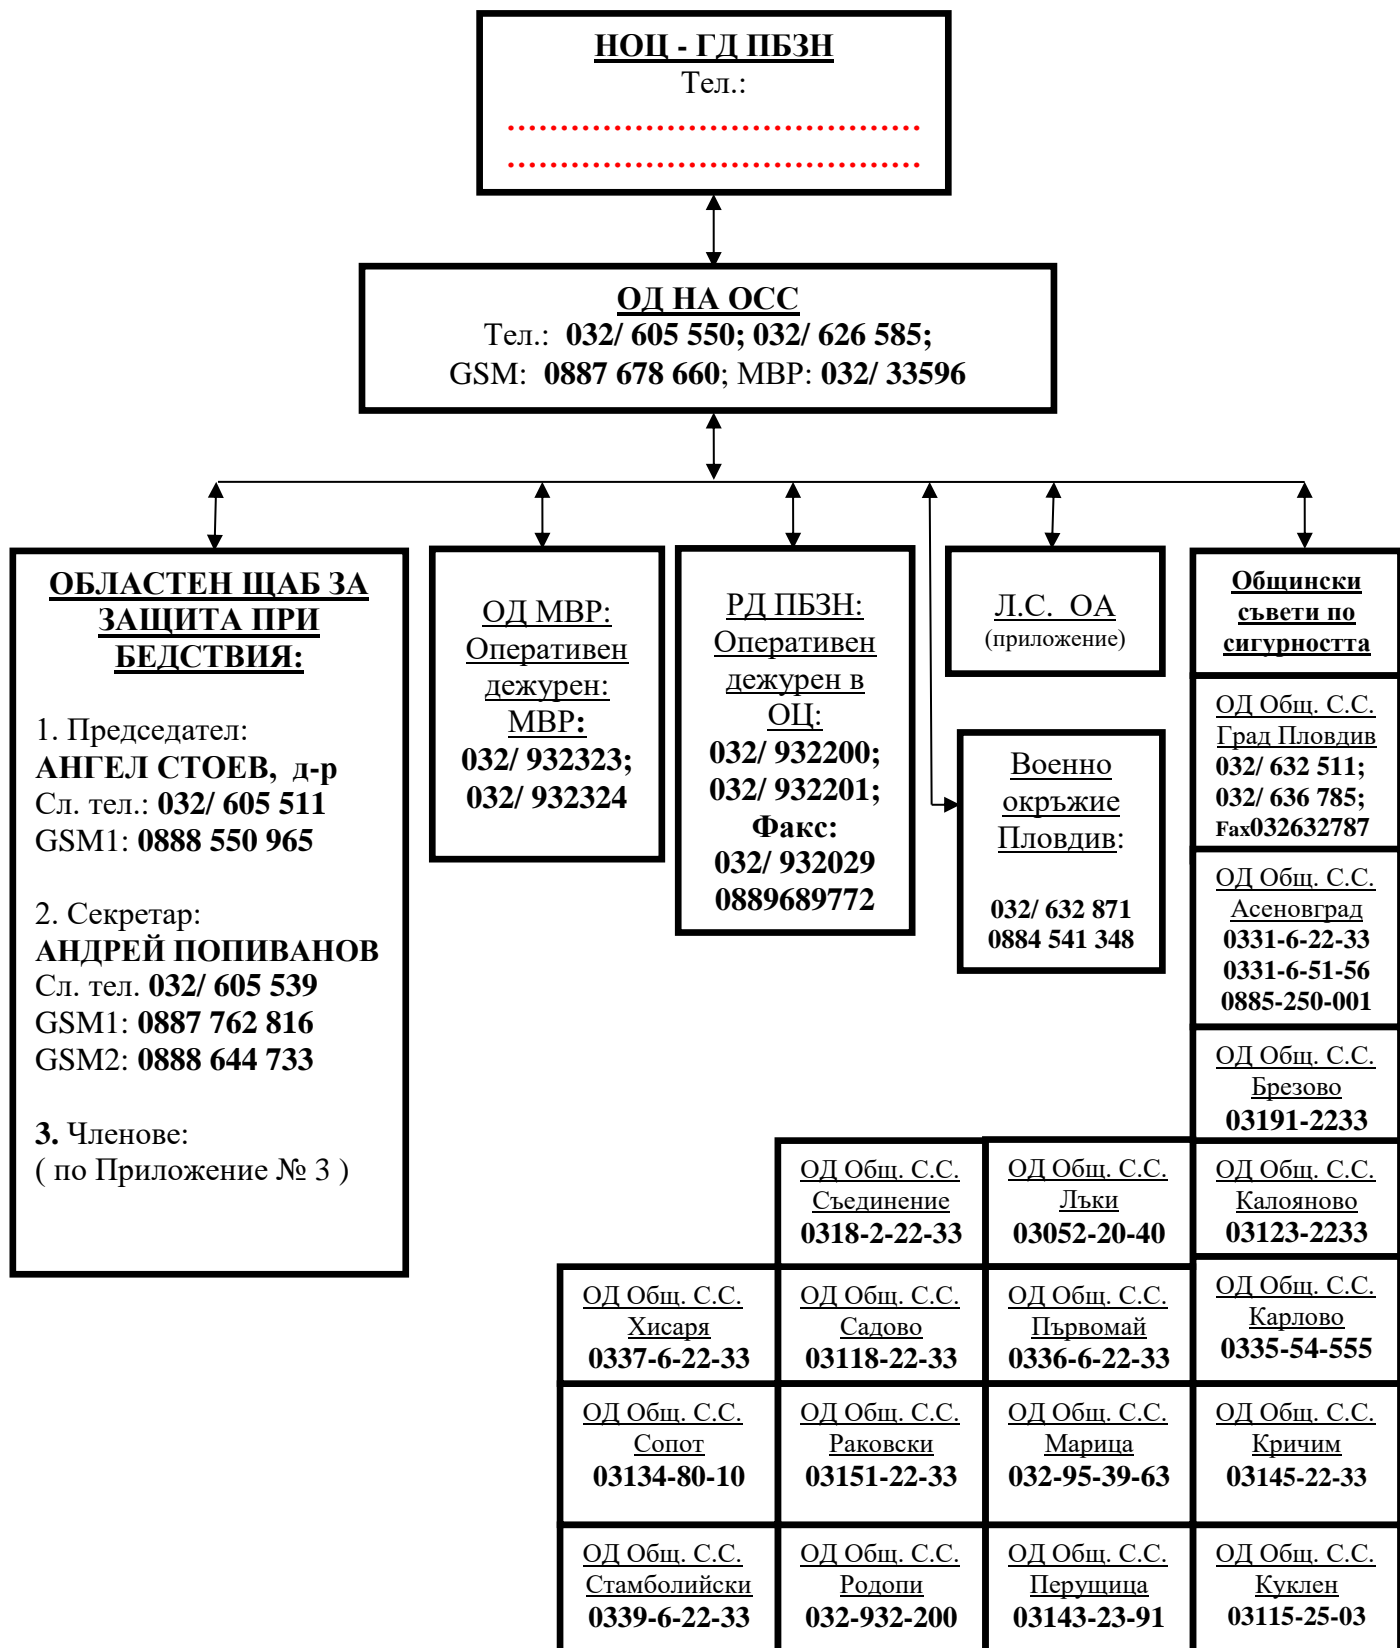 НОЦ - ГД ПБЗН
Тел.:
......................................
......................................
ОД НА ОСС
Тел.: 032/ 605 550; 032/ 626 585;
GSM: 0887 678 660; МВР: 032/ 33596
ОБЛАСТЕН ЩАБ ЗА
ЗАЩИТА ПРИ
БЕДСТВИЯ:
1. Председател:
АНГЕЛ СТОЕВ, д-р
Сл. тел.: 032/ 605 511
GSM1: 0888 550 965
2. Секретар:
АНДРЕЙ ПОПИВАНОВ
Сл. тел. 032/ 605 539
GSM1: 0887 762 816
GSM2: 0888 644 733
3. Членове:
( по Приложение № 3 )
ОД МВР:
Оперативен
дежурен:
МВР:
032/ 932323;
032/ 932324
РД ПБЗН:
Оперативен
дежурен в
ОЦ:
032/ 932200;
032/ 932201;
Факс:
032/ 932029
0889689772
Л.С. ОА
(приложение)
Военно
окръжие
Пловдив:
032/ 632 871
0884 541 348
Общински
съвети по
сигурността
ОД Общ. С.С.
Град Пловдив
032/ 632 511;
032/ 636 785;
Fax032632787
ОД Общ. С.С.
Асеновград
0331-6-22-33
0331-6-51-56
0885-250-001
ОД Общ. С.С.
Брезово
03191-2233
ОД Общ. С.С.
Съединение
0318-2-22-33
ОД Общ. С.С.
Лъки
03052-20-40
ОД Общ. С.С.
Калояново
03123-2233
ОД Общ. С.С.
Хисаря
0337-6-22-33
ОД Общ. С.С.
Садово
03118-22-33
ОД Общ. С.С.
Първомай
0336-6-22-33
ОД Общ. С.С.
Карлово
0335-54-555
ОД Общ. С.С.
Сопот
03134-80-10
ОД Общ. С.С.
Раковски
03151-22-33
ОД Общ. С.С.
Марица
032-95-39-63
ОД Общ. С.С.
Кричим
03145-22-33
ОД Общ. С.С.
Стамболийски
0339-6-22-33
ОД Общ. С.С.
Родопи
032-932-200
ОД Общ. С.С.
Перущица
03143-23-91
ОД Общ. С.С.
Куклен
03115-25-03